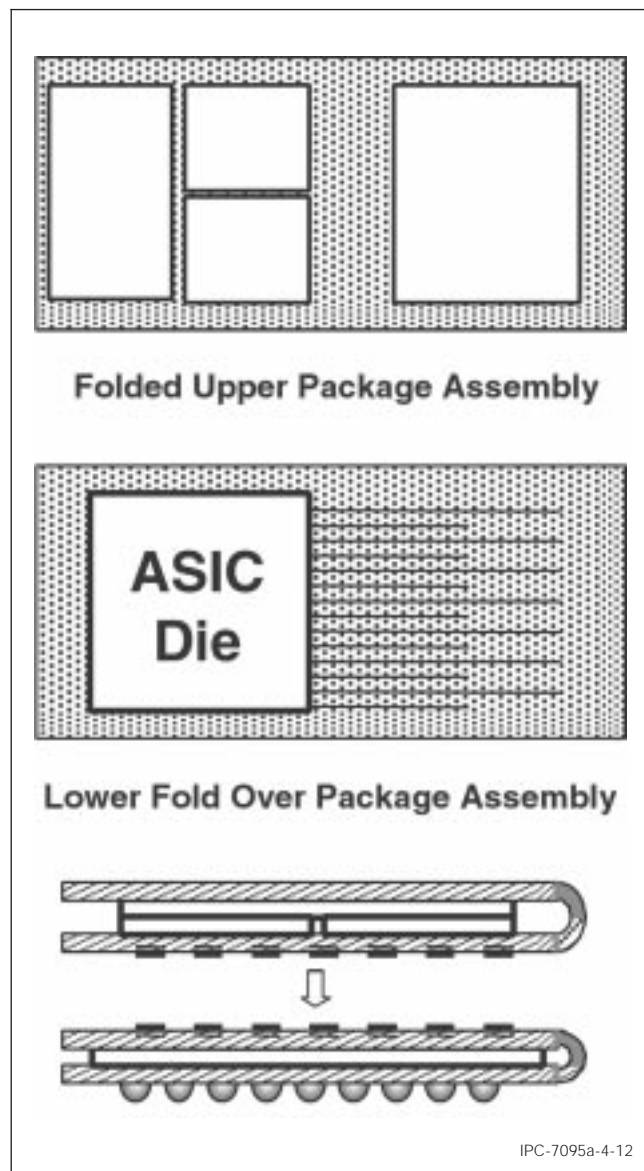 Folded Upper Package Assembly
ASIC
Die
Lower Fold Over Package Assembly
IPC-7095a-4-12